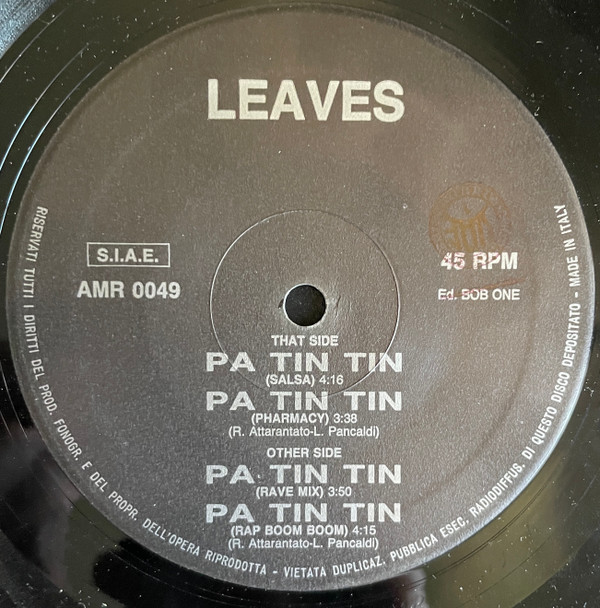 LEAVES
S.I.A.E.
AMR 0049
45 RPM
Ed. BOB ONE
THAT SIDE
PA TIN TIN
(SALSA) 4:16
PA TIN TIN
(PHARMACY) 3:38
(R. Attarantato-L. Pancaldi)
OTHER SIDE
PA TIN TIN
(RAVE MIX) 3:50
PA TIN TIN
(RAP BOOM BOOM) 4:15
(R. Attarantato-L. Pancaldi)
RISERVATI TUTTI I DIRITTI DEL PROD. FONOGR. E DEL PROPR. DELL'OPERA RIPRODOTTA - VIETATA DUPLICAZ. PUBBLICA ESEC. RADIODIFFUS. DI QUESTO DISCO DEPOSITATO - MADE IN ITALY